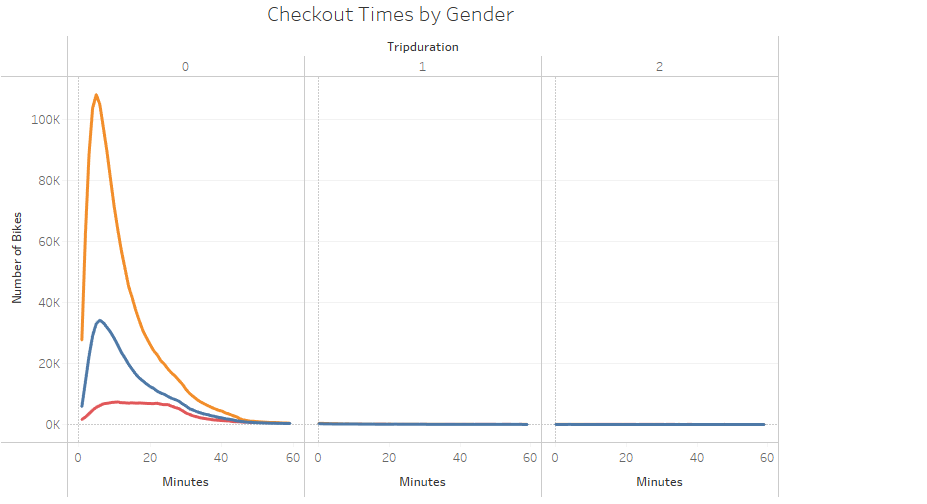 Checkout Times by Gender
Tripduration
0 1 2
100K
80K
60K
40K
20K
0K
Number of Bikes
0 20 40 60 0 20 40 60 0 20 40 60
Minutes Minutes Minutes